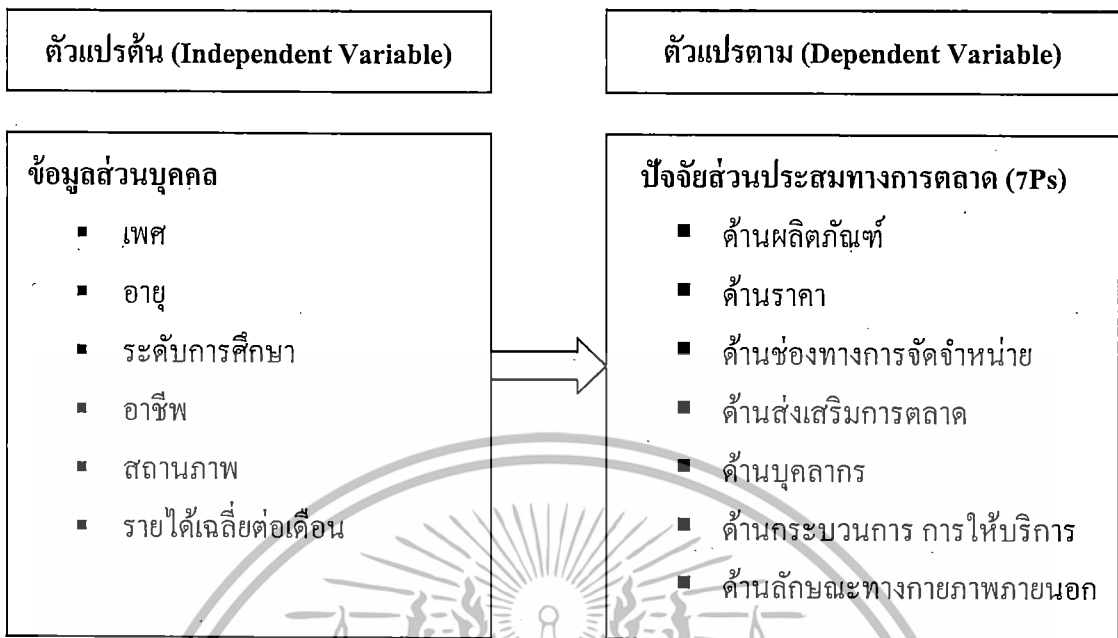 ตัวแปรต้น (Independent Variable)
ข้อมูลส่วนบุคคล
▪ เพศ
▪ อายุ
▪ ระดับการศึกษา
▪ อาชีพ
▪ สถานภาพ
▪ รายได้เฉลี่ยต่อเดือน
ตัวแปรตาม (Dependent Variable)
ปัจจัยส่วนประสมทางการตลาด (7Ps)
▪ ด้านผลิตภัณฑ์
▪ ด้านราคา
▪ ด้านช่องทางการจัดจำหน่าย
▪ ด้านส่งเสริมการตลาด
▪ ด้านบุคลากร
▪ ด้านกระบวนการ การให้บริการ
▪ ด้านลักษณะทางกายภาพภายนอก